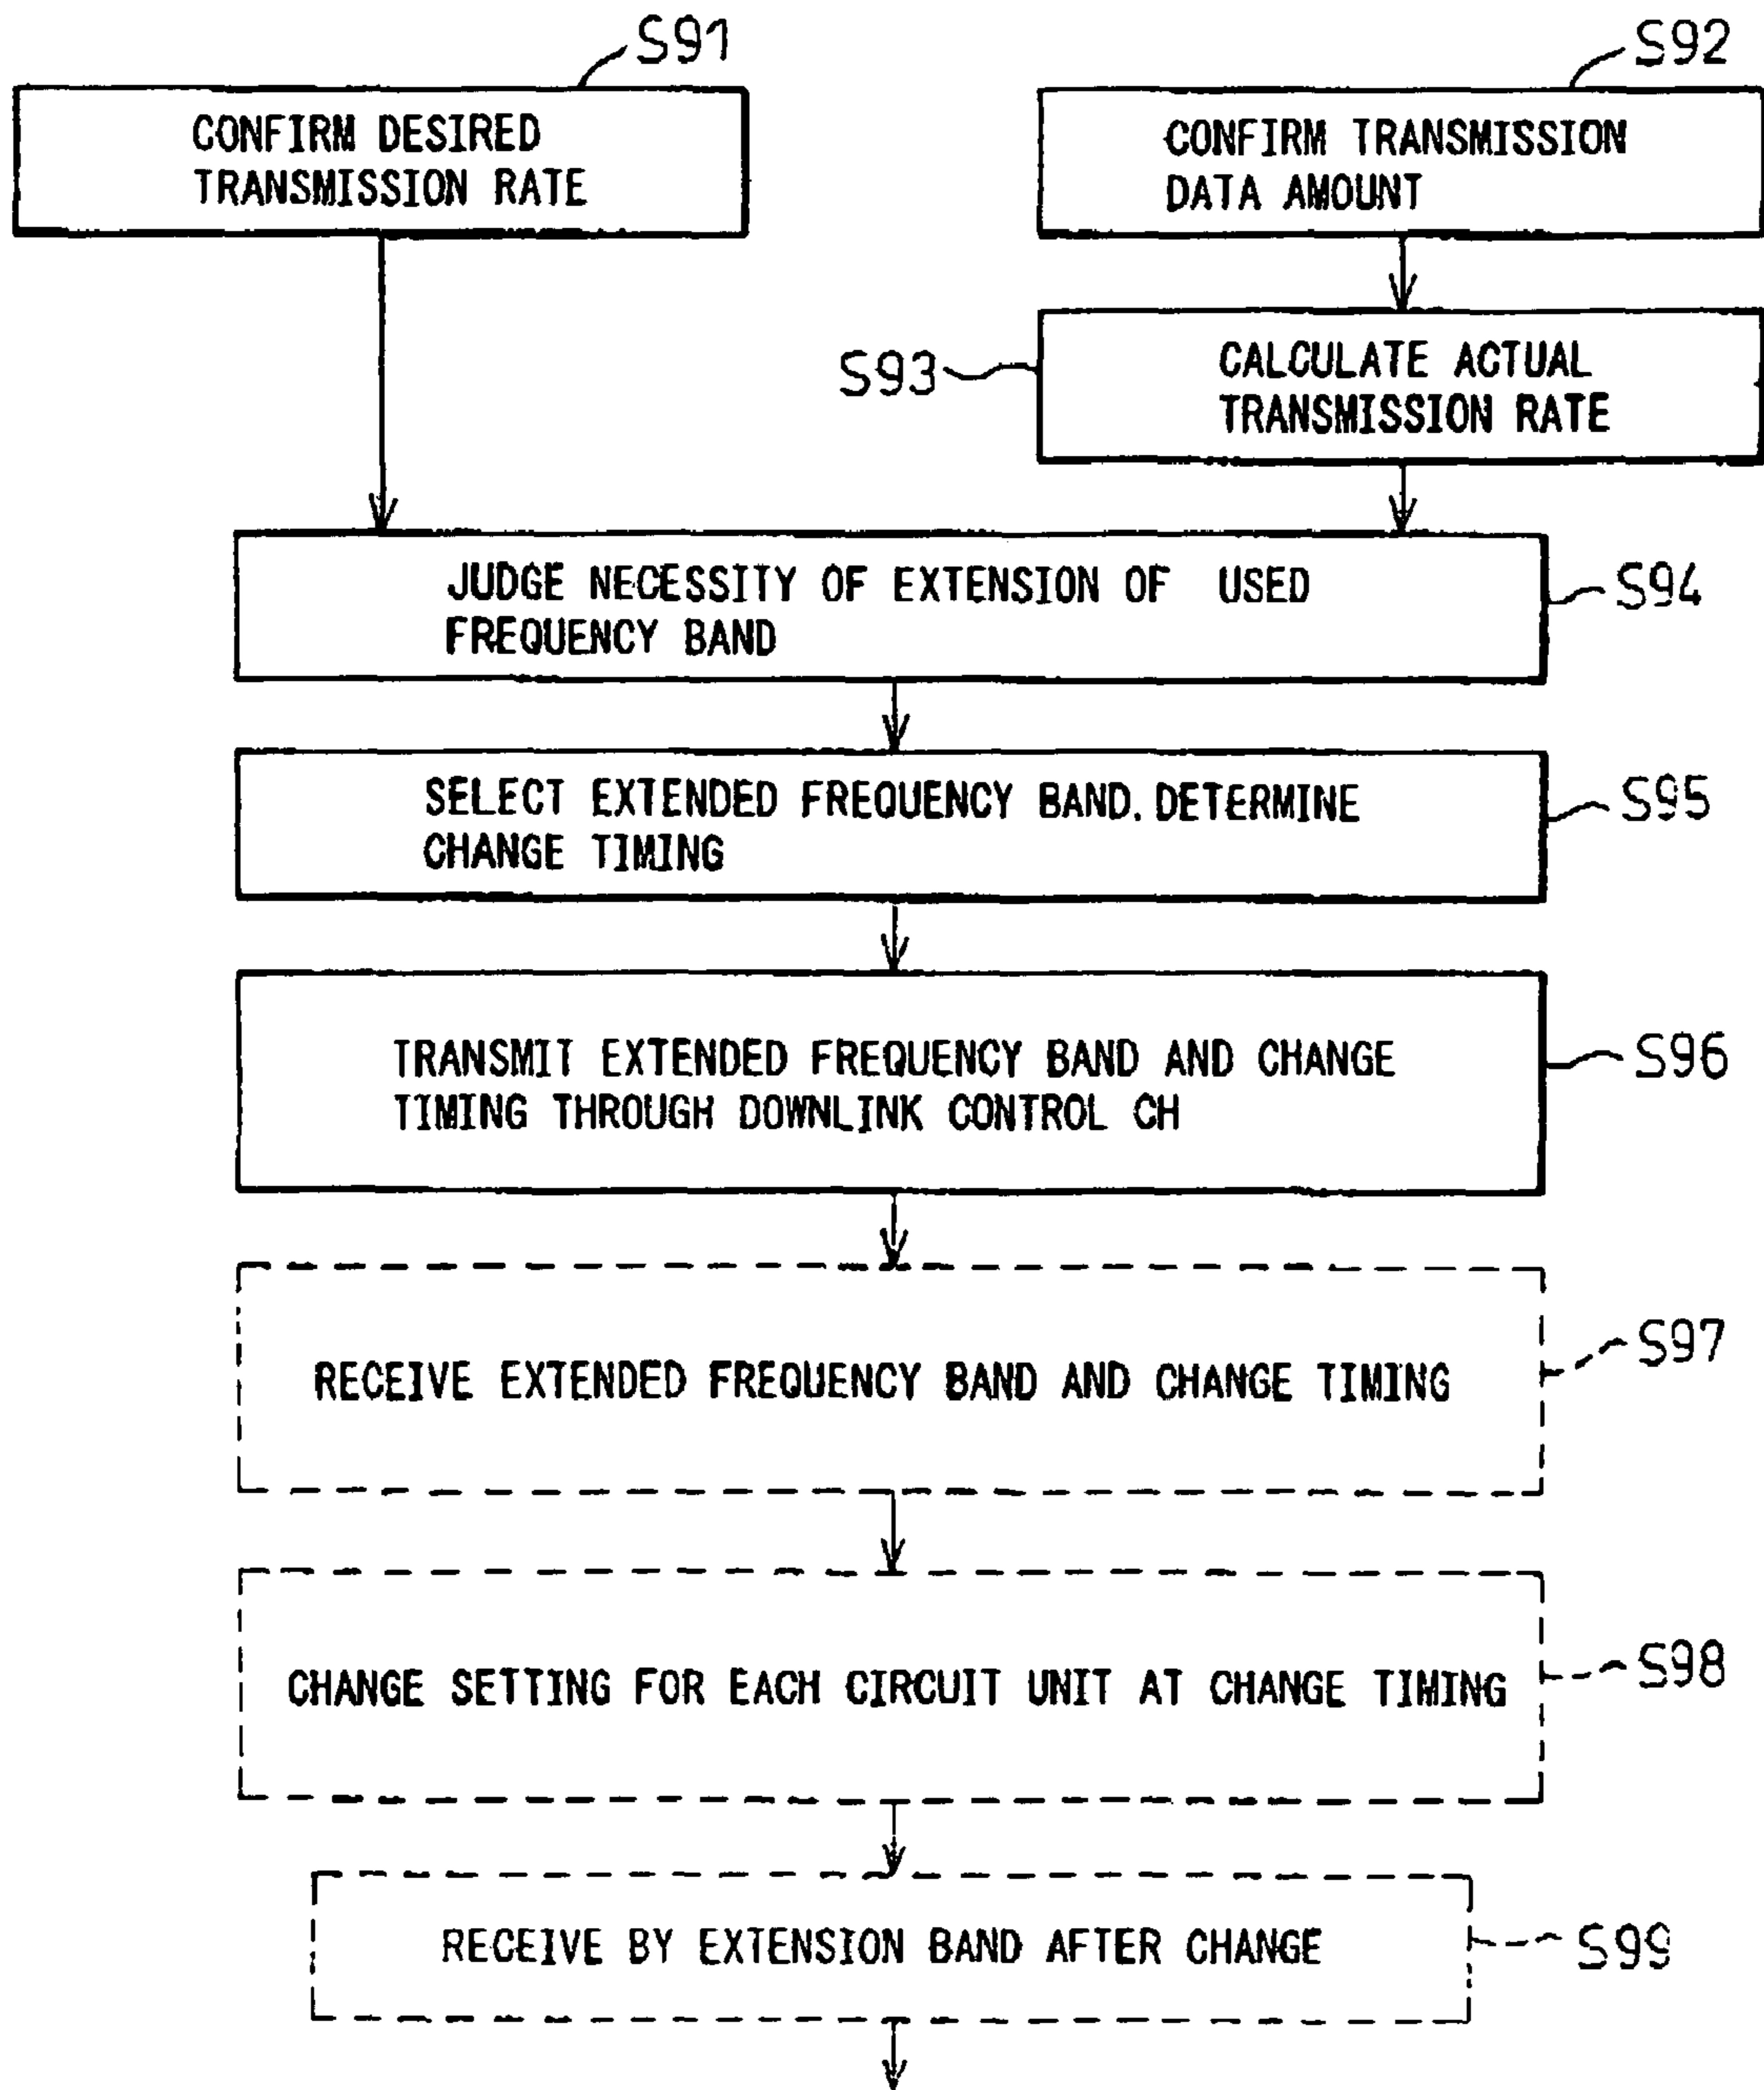 S91
S92
CONFIRM DESIRED
TRANSMISSION RATE
CONFIRM TRANSMISSION
DATA AMOUNT
S93
CALCULATE ACTUAL
TRANSMISSION RATE
JUDGE NECESSITY OF EXTENSION OF USED
FREQUENCY BAND
S94
SELECT EXTENDED FREQUENCY BAND. DETERMINE
CHANGE TIMING
S95
TRANSMIT EXTENDED FREQUENCY BAND AND CHANGE
TIMING THROUGH DOWNLINK CONTROL CH
S96
RECEIVE EXTENDED FREQUENCY BAND AND CHANGE TIMING
S97
CHANGE SETTING FOR EACH CIRCUIT UNIT AT CHANGE TIMING
S98
RECEIVE BY EXTENSION BAND AFTER CHANGE
S99